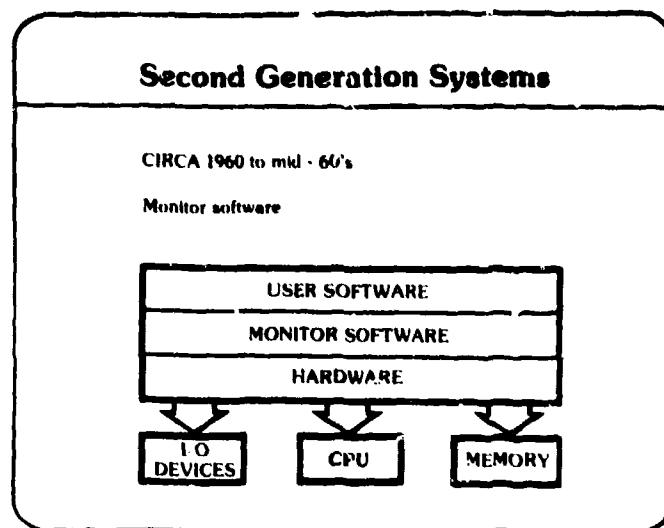 Second Generation Systems
CIRCA 1960 to mid - 60's
Monitor software
USER SOFTWARE
MONITOR SOFTWARE
HARDWARE
I/O
DEVICES
CPU
MEMORY